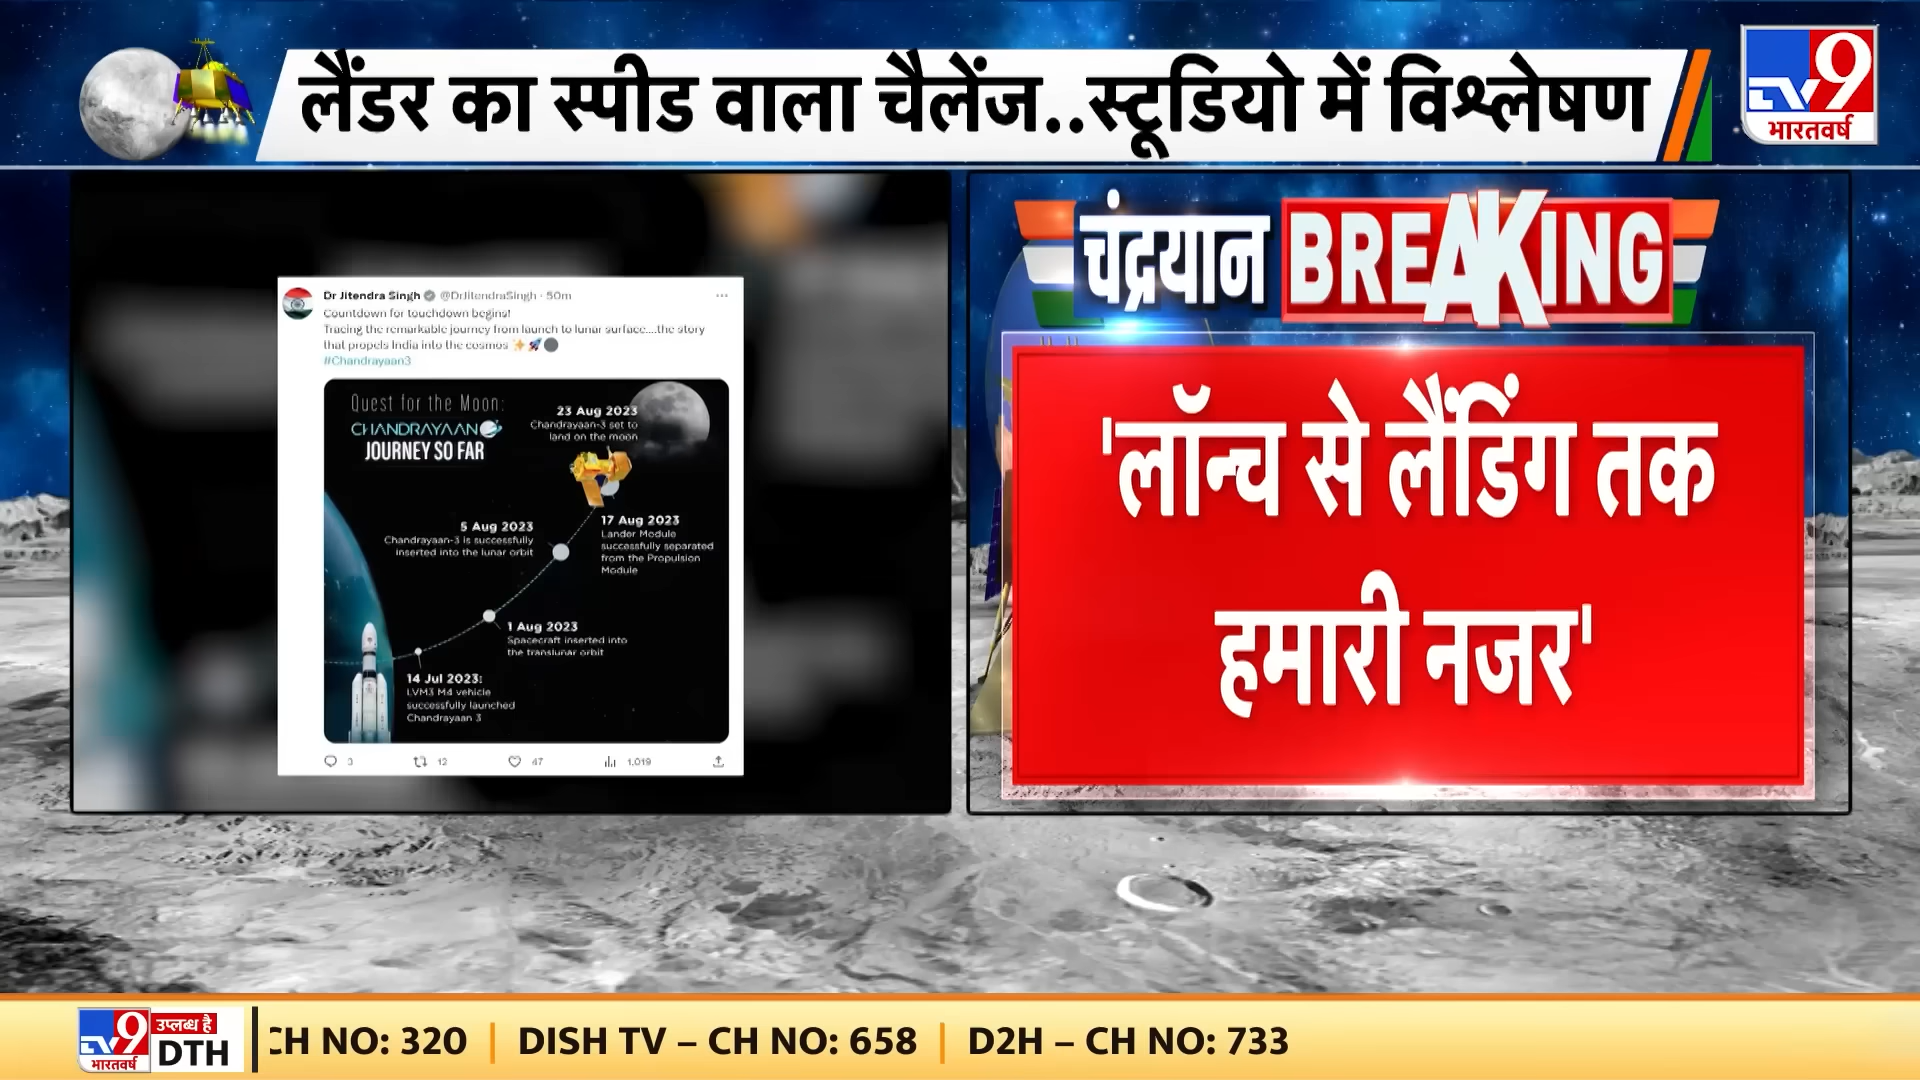 लैंडर का स्पीड वाला चैलेंज..स्टूडियो में विश्लेषण
TV9
भारतवर्ष
Dr Jitendra Singh @DrJitendraSingh · 50m
Countdown for touchdown begins!
Tracing the remarkable journey from launch to lunar surface....the story
that propels India into the cosmos ✨🚀🌑
#Chandrayaan3
Quest for the Moon:
CHANDRAYAAN
JOURNEY SO FAR
23 Aug 2023
Chandrayaan-3 set to
land on the moon
17 Aug 2023
Lander Module
successfully separated
from the Propulsion
Module
5 Aug 2023
Chandrayaan-3 is successfully
inserted into the lunar orbit
1 Aug 2023
Spacecraft inserted into
the translunar orbit
14 Jul 2023:
LVM3 M4 vehicle
successfully launched
Chandrayaan 3
3 12 47 1,019
चंद्रयान BREAKING
'लॉन्च से लैंडिंग तक
हमारी नजर'
TV9
भारतवर्ष
उप्लब्ध है
DTH
CH NO: 320 | DISH TV – CH NO: 658 | D2H – CH NO: 733